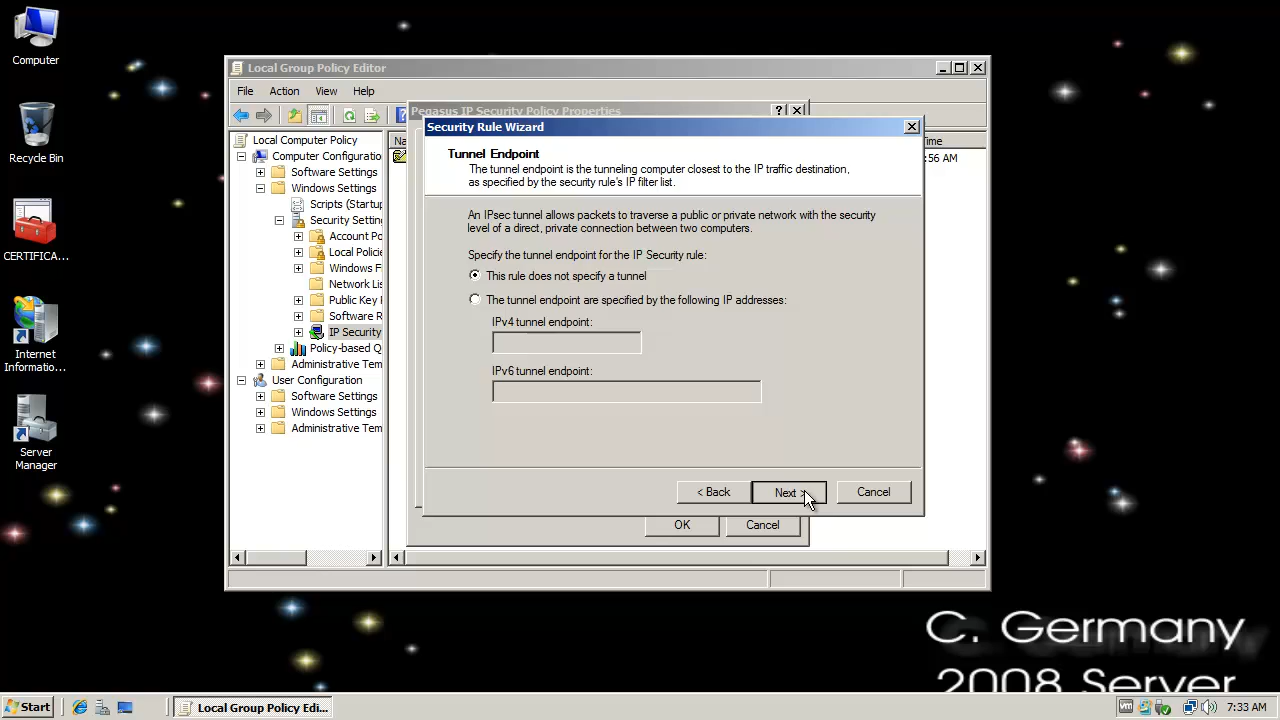 Computer
Recycle Bin
CERTIFICA...
Internet
Informatio...
Server
Manager
Local Group Policy Editor
File Action View Help
Pegasus IP Security Policy Properties
Local Computer Policy
Computer Configuratio
Software Settings
Windows Settings
Scripts (Startu
Security Setting
Account Po
Local Policie
Windows F
Network Lis
Public Key
Software R
IP Security
Policy-based Q
Administrative Tem
User Configuration
Software Settings
Windows Settings
Administrative Tem
Na
Time
:56 AM
Security Rule Wizard
Tunnel Endpoint
The tunnel endpoint is the tunneling computer closest to the IP traffic destination,
as specified by the security rule's IP filter list.
An IPsec tunnel allows packets to traverse a public or private network with the security
level of a direct, private connection between two computers.
Specify the tunnel endpoint for the IP Security rule:
This rule does not specify a tunnel
The tunnel endpoint are specified by the following IP addresses:
IPv4 tunnel endpoint:
IPv6 tunnel endpoint:
< Back Next > Cancel
OK Cancel
C. Germany
2008 Server
Start
Local Group Policy Edi...
7:33 AM